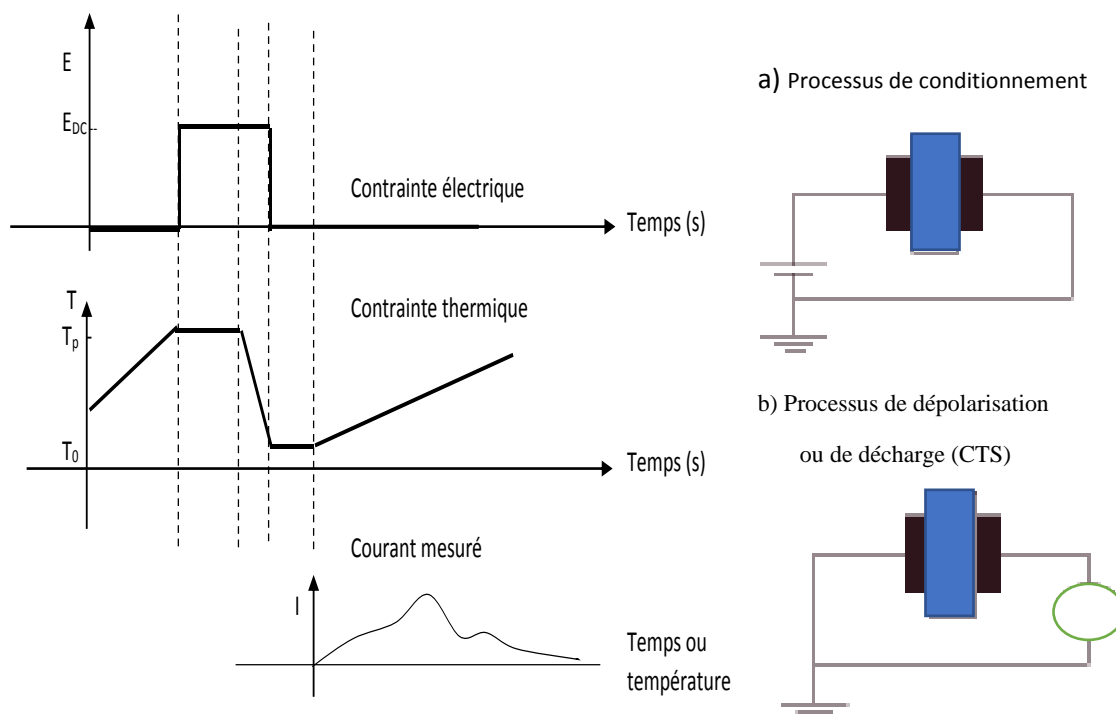 E
E_DC
Contrainte électrique
Temps (s)
T
Contrainte thermique
T_p
T_0
Temps (s)
Courant mesuré
I
Temps ou
température
a) Processus de conditionnement
b) Processus de dépolarisation
ou de décharge (CTS)